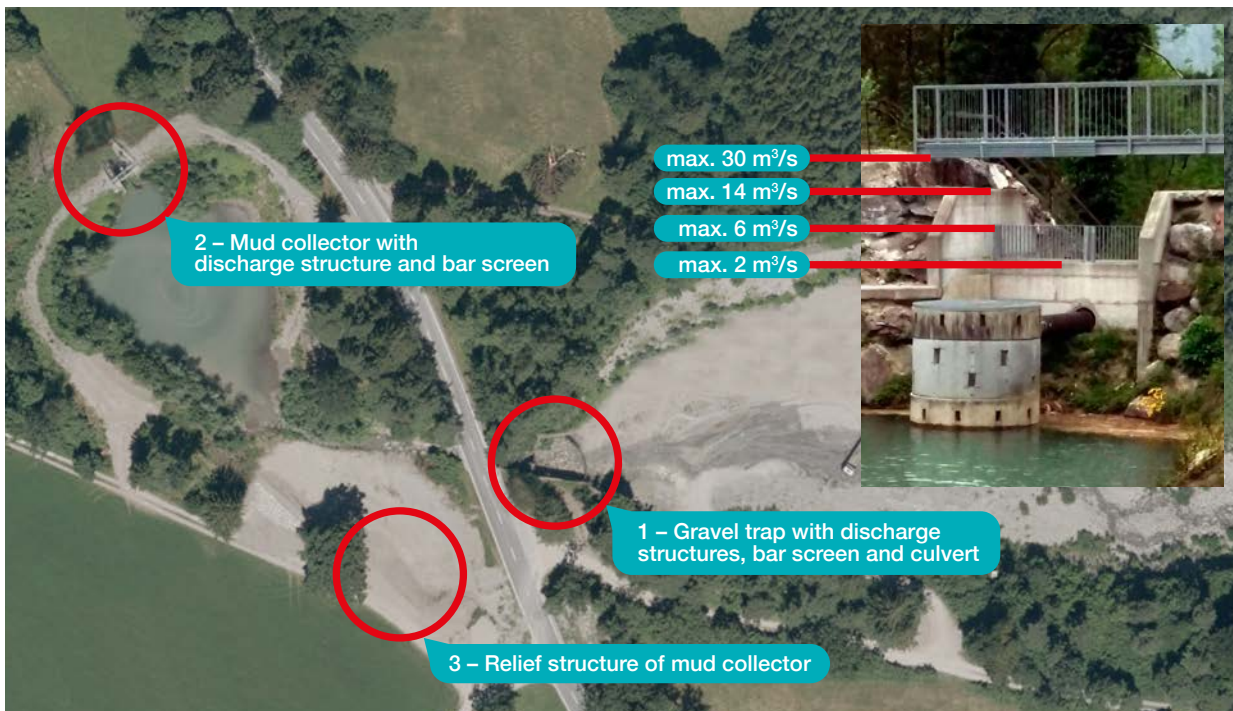 max. 30 m³/s
max. 14 m³/s
max. 6 m³/s
max. 2 m³/s
2 – Mud collector with
discharge structure and bar screen
1 – Gravel trap with discharge
structures, bar screen and culvert
3 – Relief structure of mud collector